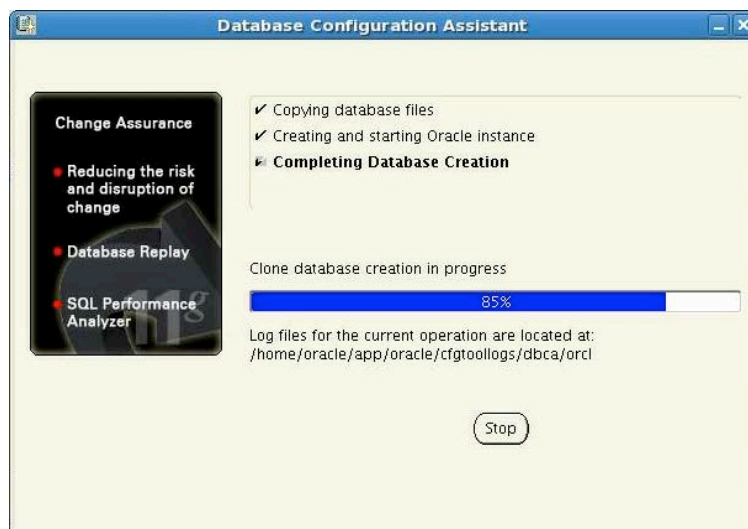 Database Configuration Assistant
Change Assurance
Reducing the risk
and disruption of
change
Database Replay
SQL Performance
Analyzer
11g
Copying database files
Creating and starting Oracle instance
Completing Database Creation
Clone database creation in progress
85%
Log files for the current operation are located at:
/home/oracle/app/oracle/cfgtoollogs/dbca/orcl
Stop